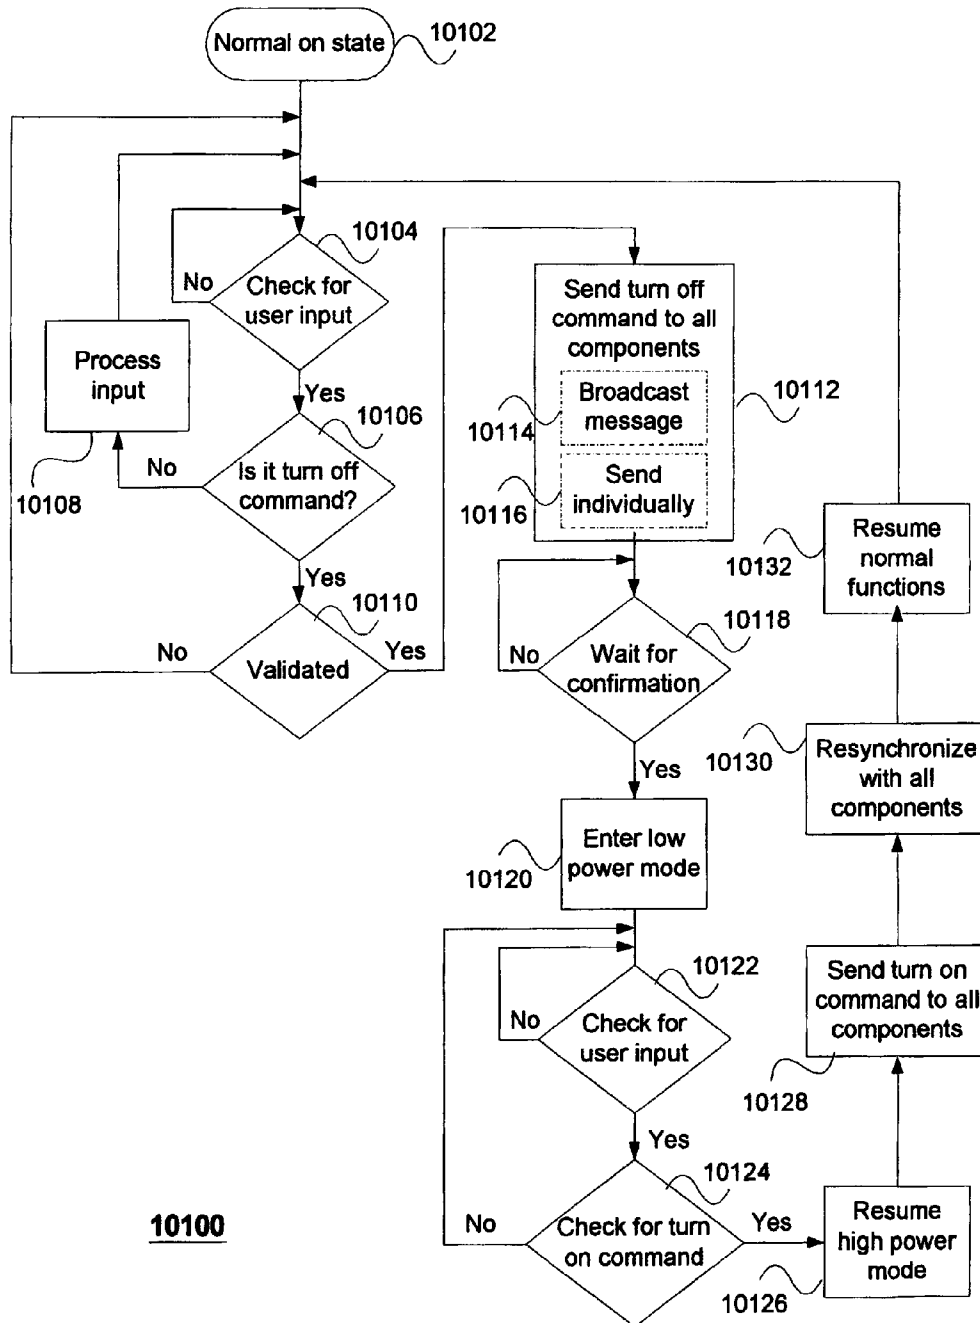 Normal on state
10102
10104
No
Check for
user input
Yes
Process
input
10108
10106
No
Is it turn off
command?
Yes
10110
No
Validated
Yes
Send turn off
command to all
components
Broadcast
message
10114
10112
Send
individually
10116
10118
No
Wait for
confirmation
Yes
Enter low
power mode
10120
10122
No
Check for
user input
Yes
10124
No
Check for turn
on command
Yes
Resume
high power
mode
10126
Send turn on
command to all
components
10128
Resynchronize
with all
components
10130
Resume
normal
functions
10132
10100